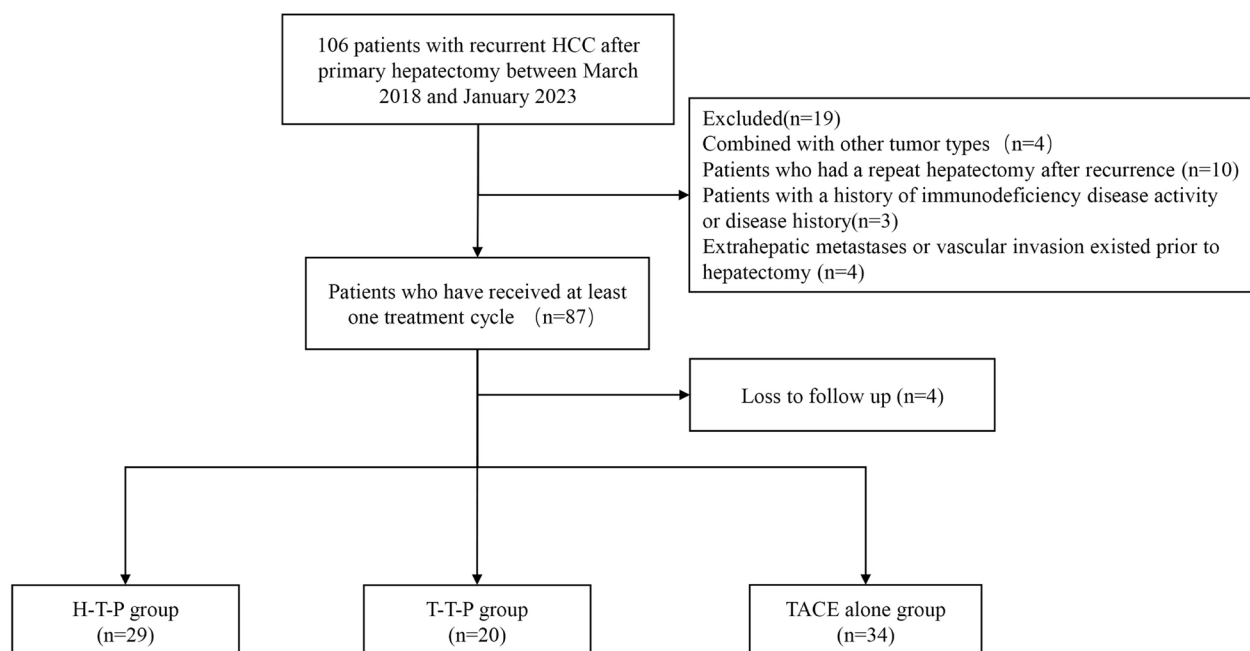 106 patients with recurrent HCC after
primary hepatectomy between March
2018 and January 2023
Excluded(n=19)
Combined with other tumor types（n=4）
Patients who had a repeat hepatectomy after recurrence (n=10)
Patients with a history of immunodeficiency disease activity
or disease history(n=3)
Extrahepatic metastases or vascular invasion existed prior to
hepatectomy (n=4)
Patients who have received at least
one treatment cycle （n=87）
Loss to follow up (n=4)
H-T-P group
(n=29)
T-T-P group
(n=20)
TACE alone group
(n=34)